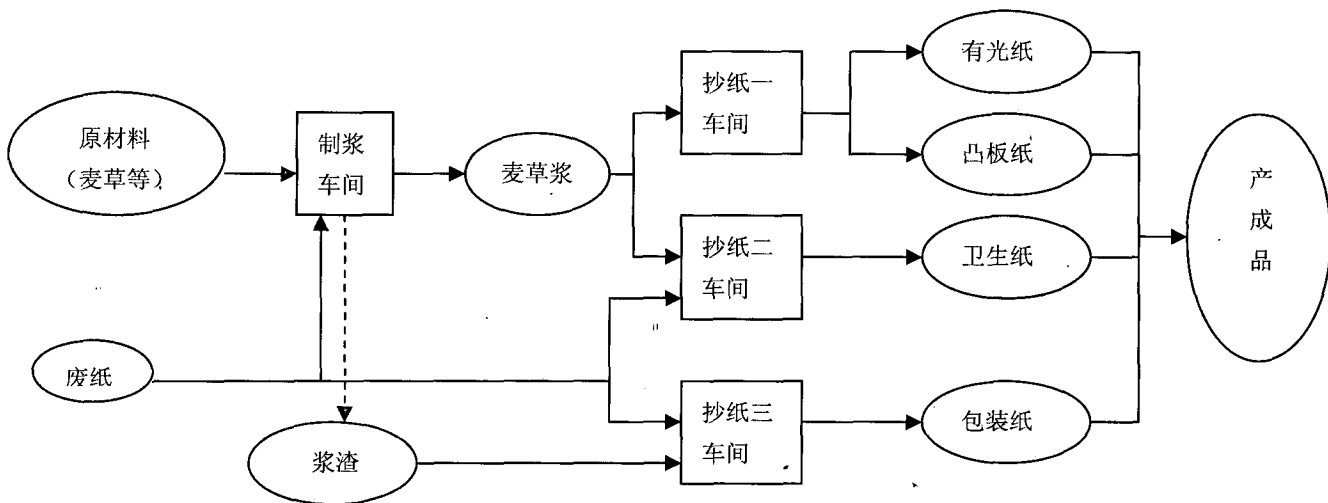 原材料
（麦草等）
制浆
车间
麦草浆
抄纸一
车间
有光纸
凸板纸
抄纸二
车间
卫生纸
产
成
品
废纸
抄纸三
车间
包装纸
浆渣